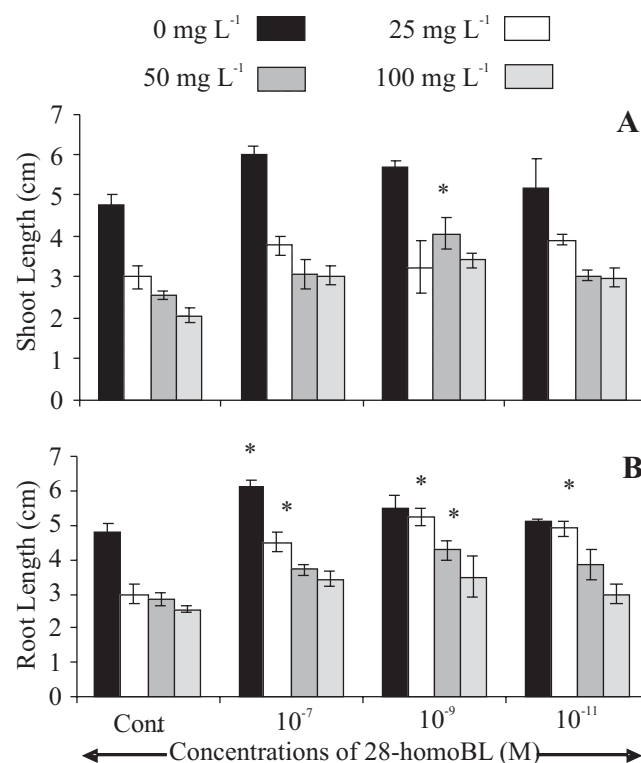 0 mg L⁻¹ 25 mg L⁻¹
50 mg L⁻¹ 100 mg L⁻¹
A
7
6
5
4
3
2
1
0
Shoot Length (cm)
*
B
7
6
5
4
3
2
1
0
Root Length (cm)
* * * * *
Cont. 10⁻⁷ 10⁻⁹ 10⁻¹¹
Concentrations of 28-homoBL (M)